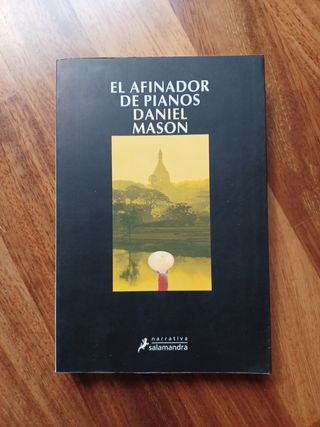 EL AFINADOR
DE PIANOS
DANIEL
MASON
narrativa
salamandra